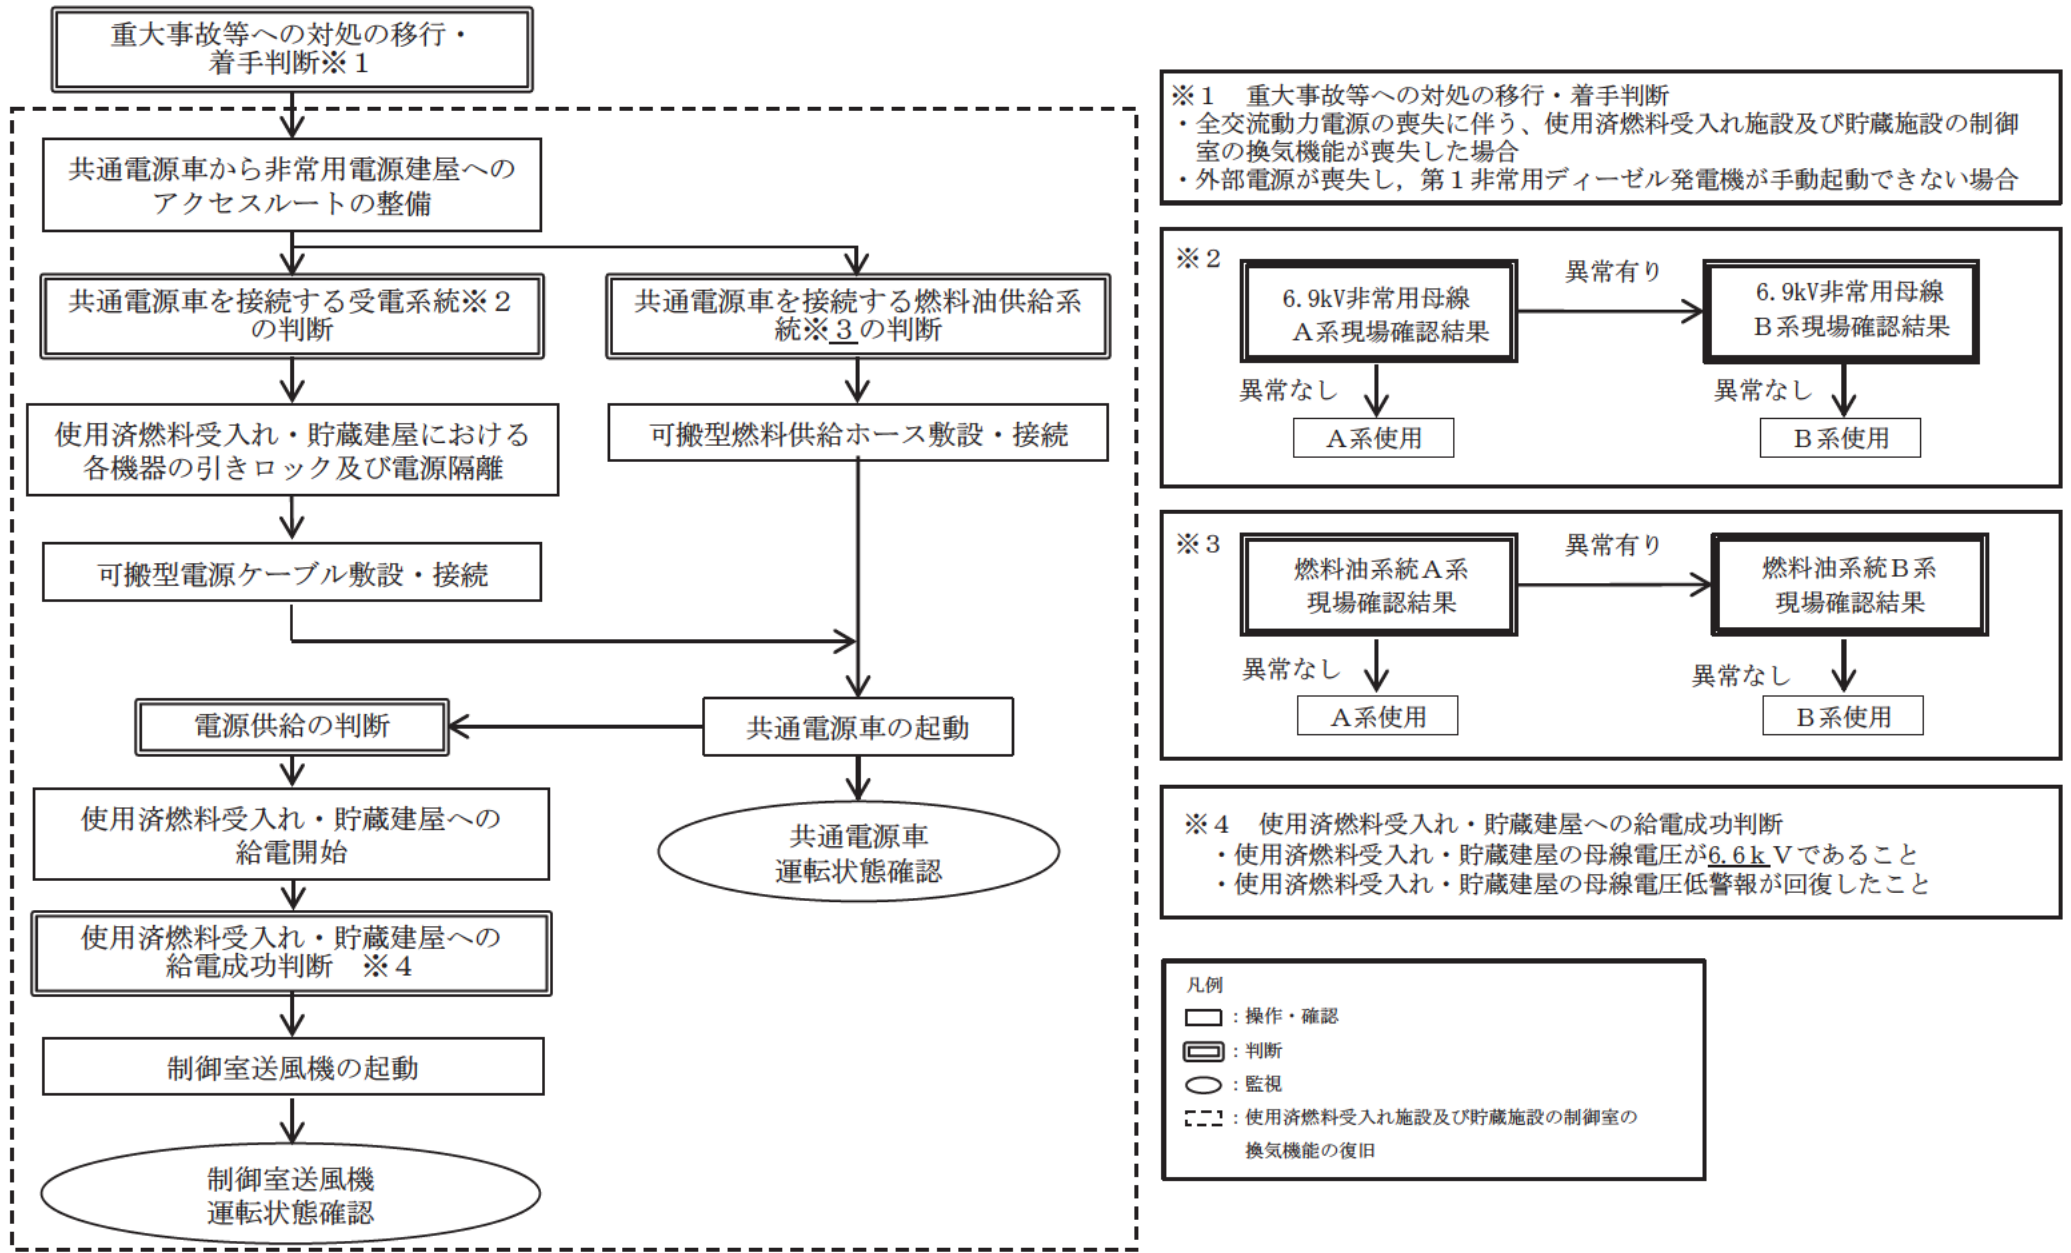 重大事故等への対処の移行・
着手判断※１
共通電源車から非常用電源建屋への
アクセスルートの整備
共通電源車を接続する受電系統※２
の判断
共通電源車を接続する燃料油供給系
統※３の判断
使用済燃料受入れ・貯蔵建屋における
各機器の引きロック及び電源隔離
可搬型燃料供給ホース敷設・接続
可搬型電源ケーブル敷設・接続
電源供給の判断
共通電源車の起動
使用済燃料受入れ・貯蔵建屋への
給電開始
共通電源車
運転状態確認
使用済燃料受入れ・貯蔵建屋への
給電成功判断　※４
制御室送風機の起動
制御室送風機
運転状態確認
※１　重大事故等への対処の移行・着手判断
・全交流動力電源の喪失に伴う、使用済燃料受入れ施設及び貯蔵施設の制御
室の換気機能が喪失した場合
・外部電源が喪失し，第１非常用ディーゼル発電機が手動起動できない場合
※２
6.9kV非常用母線
Ａ系現場確認結果
異常有り
6.9kV非常用母線
Ｂ系現場確認結果
異常なし
異常なし
Ａ系使用
Ｂ系使用
※３
燃料油系統Ａ系
現場確認結果
異常有り
燃料油系統Ｂ系
現場確認結果
異常なし
異常なし
Ａ系使用
Ｂ系使用
※４　使用済燃料受入れ・貯蔵建屋への給電成功判断
・使用済燃料受入れ・貯蔵建屋の母線電圧が6.6ｋＶであること
・使用済燃料受入れ・貯蔵建屋の母線電圧低警報が回復したこと
凡例
：操作・確認
：判断
：監視
：使用済燃料受入れ施設及び貯蔵施設の制御室の
換気機能の復旧